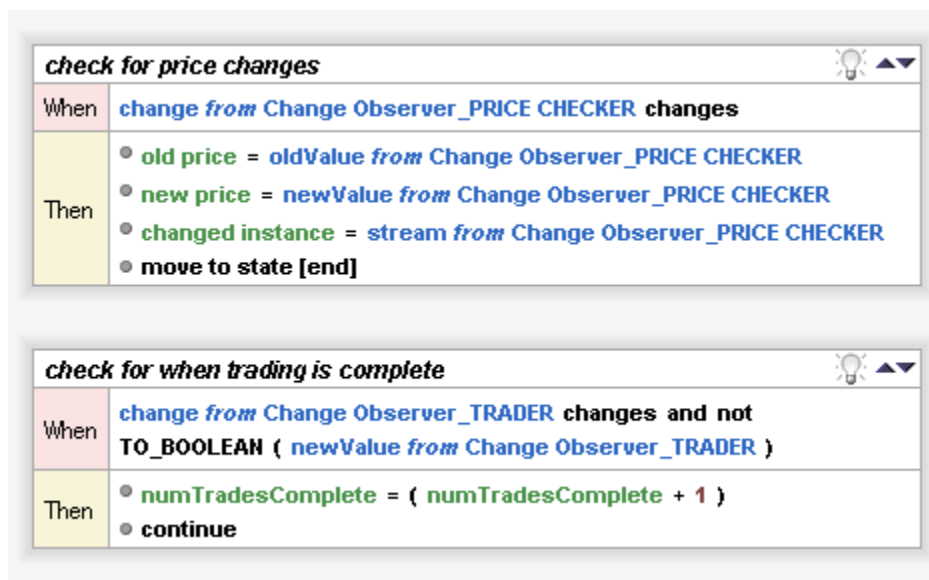 check for price changes
When change from Change Observer_PRICE CHECKER changes
old price = oldValue from Change Observer_PRICE CHECKER
new price = newValue from Change Observer_PRICE CHECKER
Then
changed instance = stream from Change Observer_PRICE CHECKER
move to state [end]
check for when trading is complete
When
change from Change Observer_TRADER changes and not
TO_BOOLEAN ( newValue from Change Observer_TRADER )
Then
numTradesComplete = ( numTradesComplete + 1 )
continue